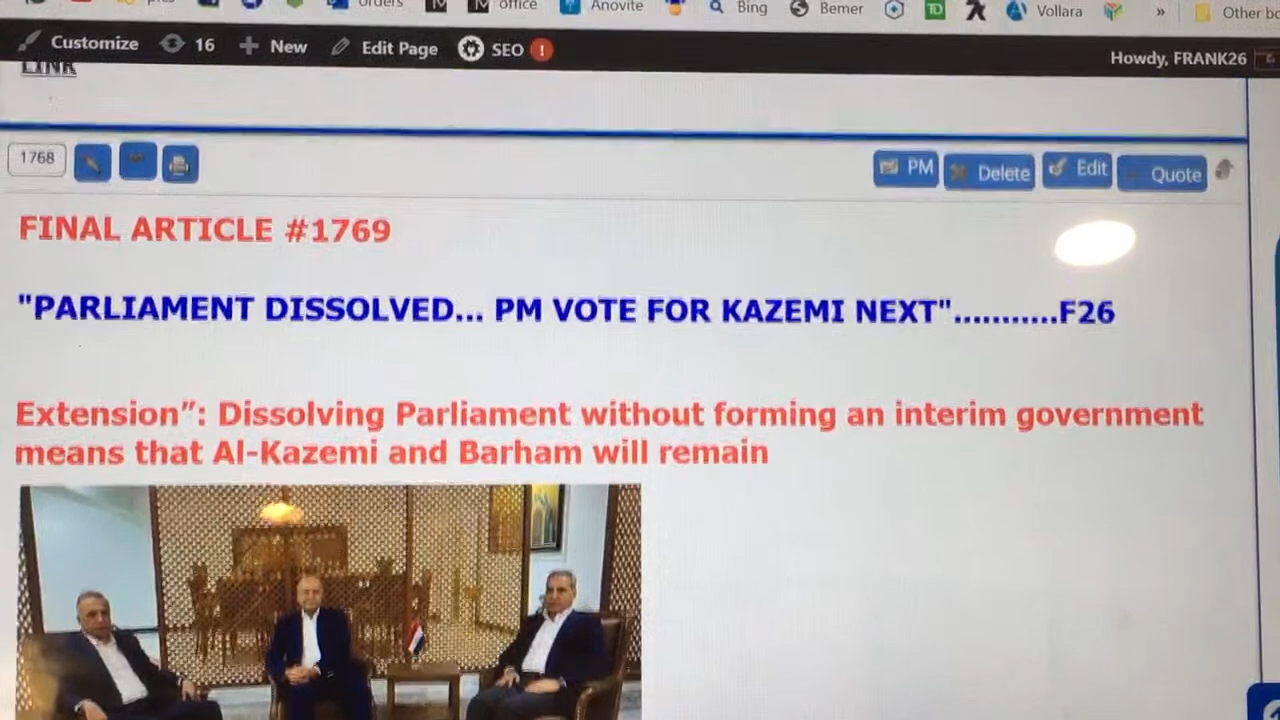 orders
office
Anovite
Bing
Bemer
TD
Vollara
»
Other bo
Customize 16 + New Edit Page SEO !
Howdy, FRANK26
LINK
1768
PM Delete Edit Quote
FINAL ARTICLE #1769
"PARLIAMENT DISSOLVED... PM VOTE FOR KAZEMI NEXT"...........F26
Extension”: Dissolving Parliament without forming an interim government
means that Al-Kazemi and Barham will remain